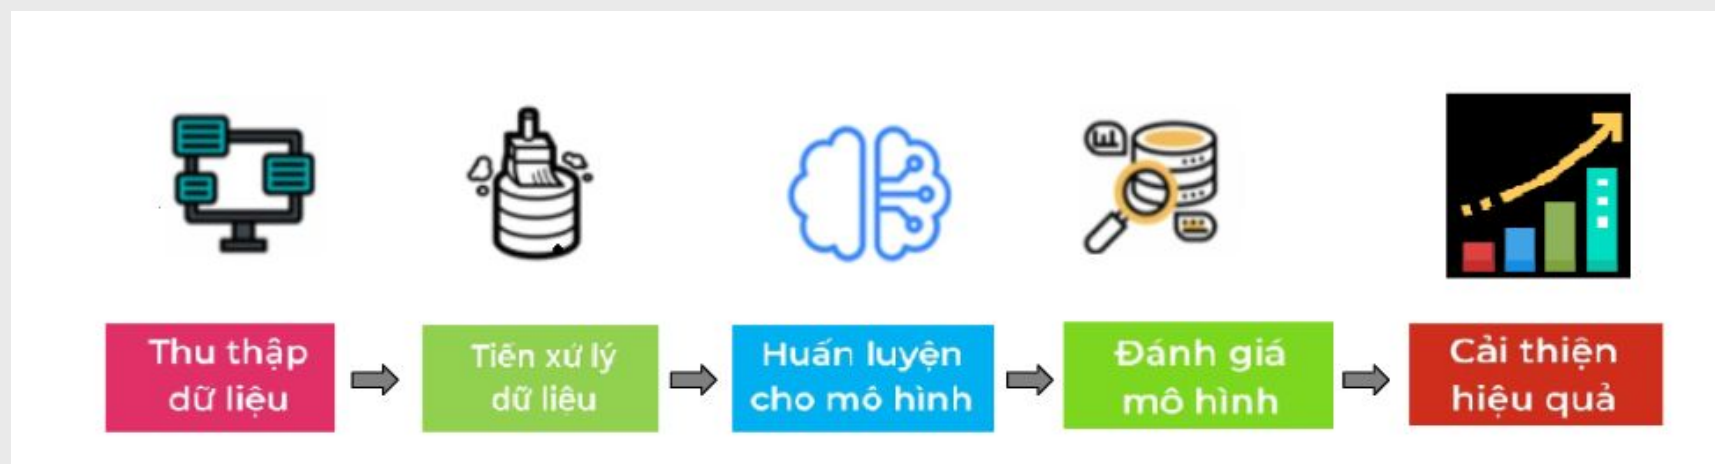 Thu thập
dữ liệu
Tiền xử lý
dữ liệu
Huấn luyện
cho mô hình
Đánh giá
mô hình
Cải thiện
hiệu quả